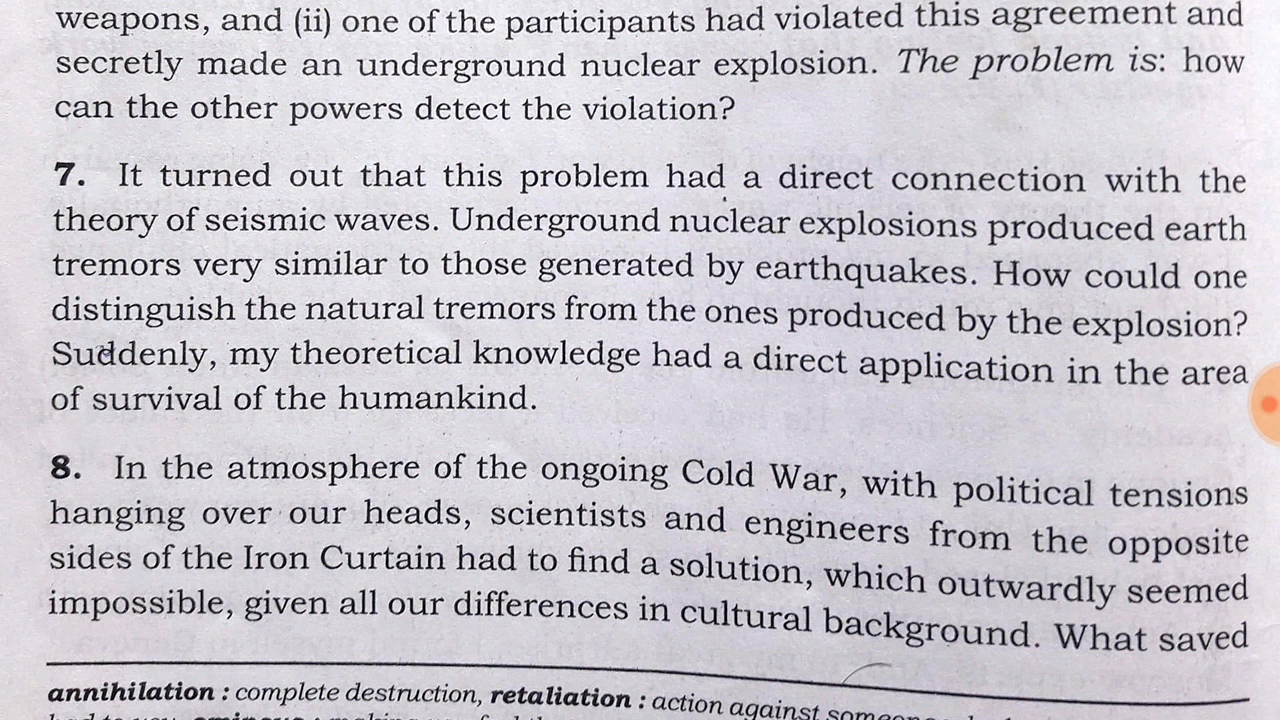 weapons, and (ii) one of the participants had violated this agreement and
secretly made an underground nuclear explosion. The problem is: how
can the other powers detect the violation?
7. It turned out that this problem had a direct connection with the
theory of seismic waves. Underground nuclear explosions produced earth
tremors very similar to those generated by earthquakes. How could one
distinguish the natural tremors from the ones produced by the explosion?
Suddenly, my theoretical knowledge had a direct application in the area
of survival of the humankind.
8. In the atmosphere of the ongoing Cold War, with political tensions
hanging over our heads, scientists and engineers from the opposite
sides of the Iron Curtain had to find a solution, which outwardly seemed
impossible, given all our differences in cultural background. What saved
annihilation : complete destruction, retaliation : action against